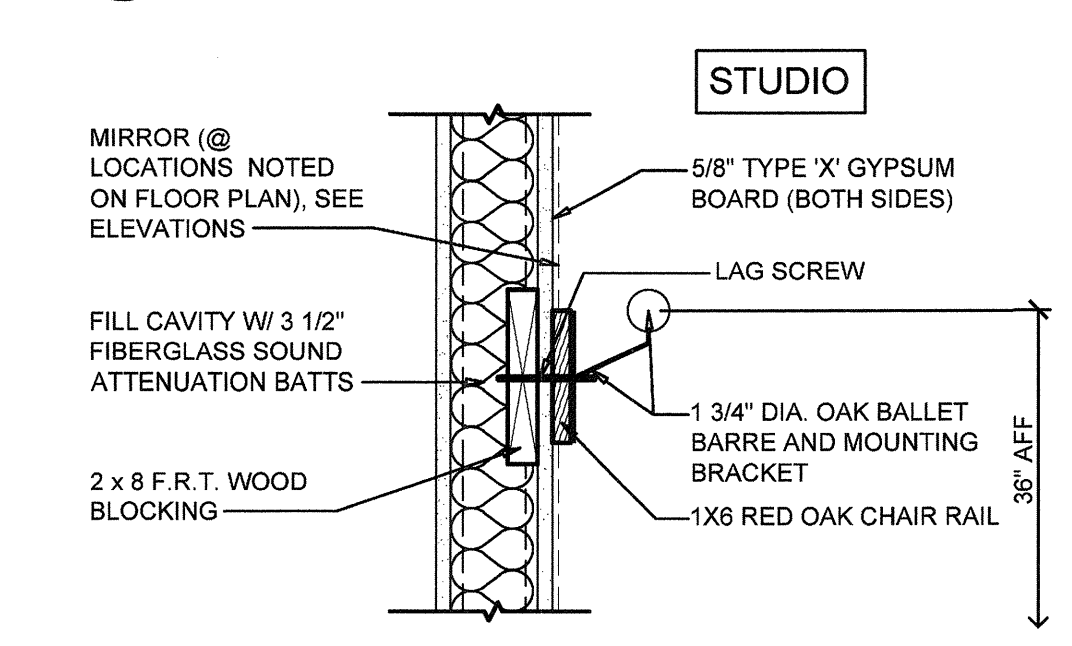 STUDIO
MIRROR (@
LOCATIONS NOTED
ON FLOOR PLAN), SEE
ELEVATIONS
5/8" TYPE 'X' GYPSUM
BOARD (BOTH SIDES)
LAG SCREW
FILL CAVITY W/ 3 1/2"
FIBERGLASS SOUND
ATTENUATION BATTS
1 3/4" DIA. OAK BALLET
BARRE AND MOUNTING
BRACKET
36" AFF
2 x 8 F.R.T. WOOD
BLOCKING
1X6 RED OAK CHAIR RAIL